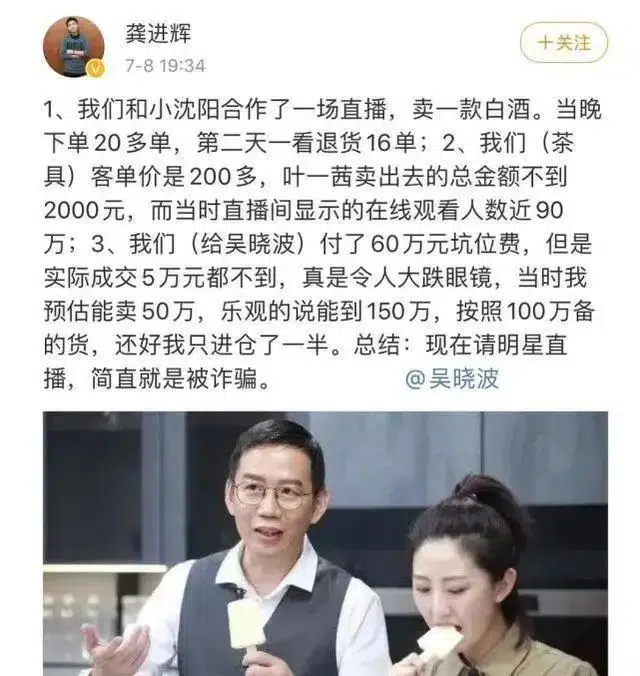 龚进辉
7-8 19:34
+关注
1、我们和小沈阳合作了一场直播，卖一款白酒。当晚
下单20多单，第二天一看退货16单；2、我们（茶
具）客单价是200多，叶一茜卖出去的总金额不到
2000元，而当时直播间显示的在线观看人数近90
万；3、我们（给吴晓波）付了60万元坑位费，但是
实际成交5万元都不到，真是令人大跌眼镜，当时我
预估能卖50万，乐观的说能到150万，按照100万备
的货，还好我只进仓了一半。总结：现在请明星直
播，简直就是被诈骗。 @吴晓波